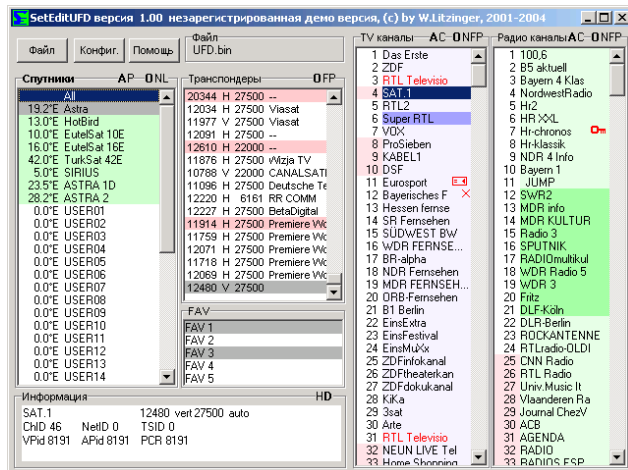 SetEditUFD версия 1.00 незарегистрированная демо версия, (c) by W.Litzinger, 2001-2004
Файл
Конфиг.
Помощь
Файл
UFD.bin
Спутники AP ONL
All
19.2°E Astra
13.0°E HotBird
10.0°E EutelSat 10E
16.0°E EutelSat 16E
42.0°E TurkSat 42E
5.0°E SIRIUS
23.5°E ASTRA 1D
28.2°E ASTRA 2
0.0°E USER01
0.0°E USER02
0.0°E USER03
0.0°E USER04
0.0°E USER05
0.0°E USER06
0.0°E USER07
0.0°E USER08
0.0°E USER09
0.0°E USER10
0.0°E USER11
0.0°E USER12
0.0°E USER13
0.0°E USER14
Транспондеры OFP
20344 H 27500 --
12034 H 27500 Viasat
11977 V 27500 Viasat
12091 H 27500 --
12610 H 22000 --
11876 H 27500 Wizja TV
10788 V 22000 CANALSATI
11096 H 27500 Deutsche Te
12220 H 6161 RR COMM
12227 H 27500 BetaDigital
11914 H 27500 Premiere Wo
11759 H 27500 Premiere Wo
12071 H 27500 Premiere Wo
11718 H 27500 Premiere Wo
12069 H 27500 Premiere Wo
12480 V 27500
FAV
FAV 1
FAV 2
FAV 3
FAV 4
FAV 5
Информация HD
SAT.1 12480 vert 27500 auto
ChID 46 NetID 0 TSID 0
VPid 8191 APid 8191 PCR 8191
TV каналы AC ONFP
1 Das Erste
2 ZDF
3 RTL Televisio
4 SAT.1
5 RTL2
6 Super RTL
7 VOX
8 ProSieben
9 KABEL1
10 DSF
11 Eurosport
12 Bayerisches F
13 Hessen fernse
14 SR Fernsehen
15 SÜDWEST BW
16 WDR FERNSE...
17 BR-alpha
18 NDR Fernsehen
19 MDR FERNSEH...
20 ORB-Fernsehen
21 B1 Berlin
22 EinsExtra
23 EinsFestival
24 EinsMuXx
25 ZDFinfokanal
26 ZDFtheaterkan
27 ZDFdokukanal
28 KiKa
29 3sat
30 Arte
31 RTL Televisio
32 NEUN LIVE Tel
33 Home Shopping
Радио каналы AC ONFP
1 100,6
2 B5 aktuell
3 Bayern 4 Klas
4 NordwestRadio
5 Hr2
6 HR XXL
7 Hr-chronos
8 Hr-klassik
9 NDR 4 Info
10 Bayern 1
11 JUMP
12 SWR2
13 MDR info
14 MDR KULTUR
15 Radio 3
16 SPUTNIK
17 RADIOmultikul
18 WDR Radio 5
19 WDR 3
20 Fritz
21 DLF-Köln
22 DLR-Berlin
23 ROCKANTENNE
24 RTLradio-OLDI
25 CNN Radio
26 RTL Radio
27 Univ.Music It
28 Vlaanderen Ra
29 Journal ChezV
30 ACB
31 AGENDA
32 RADIO
33 RADIOS ESP